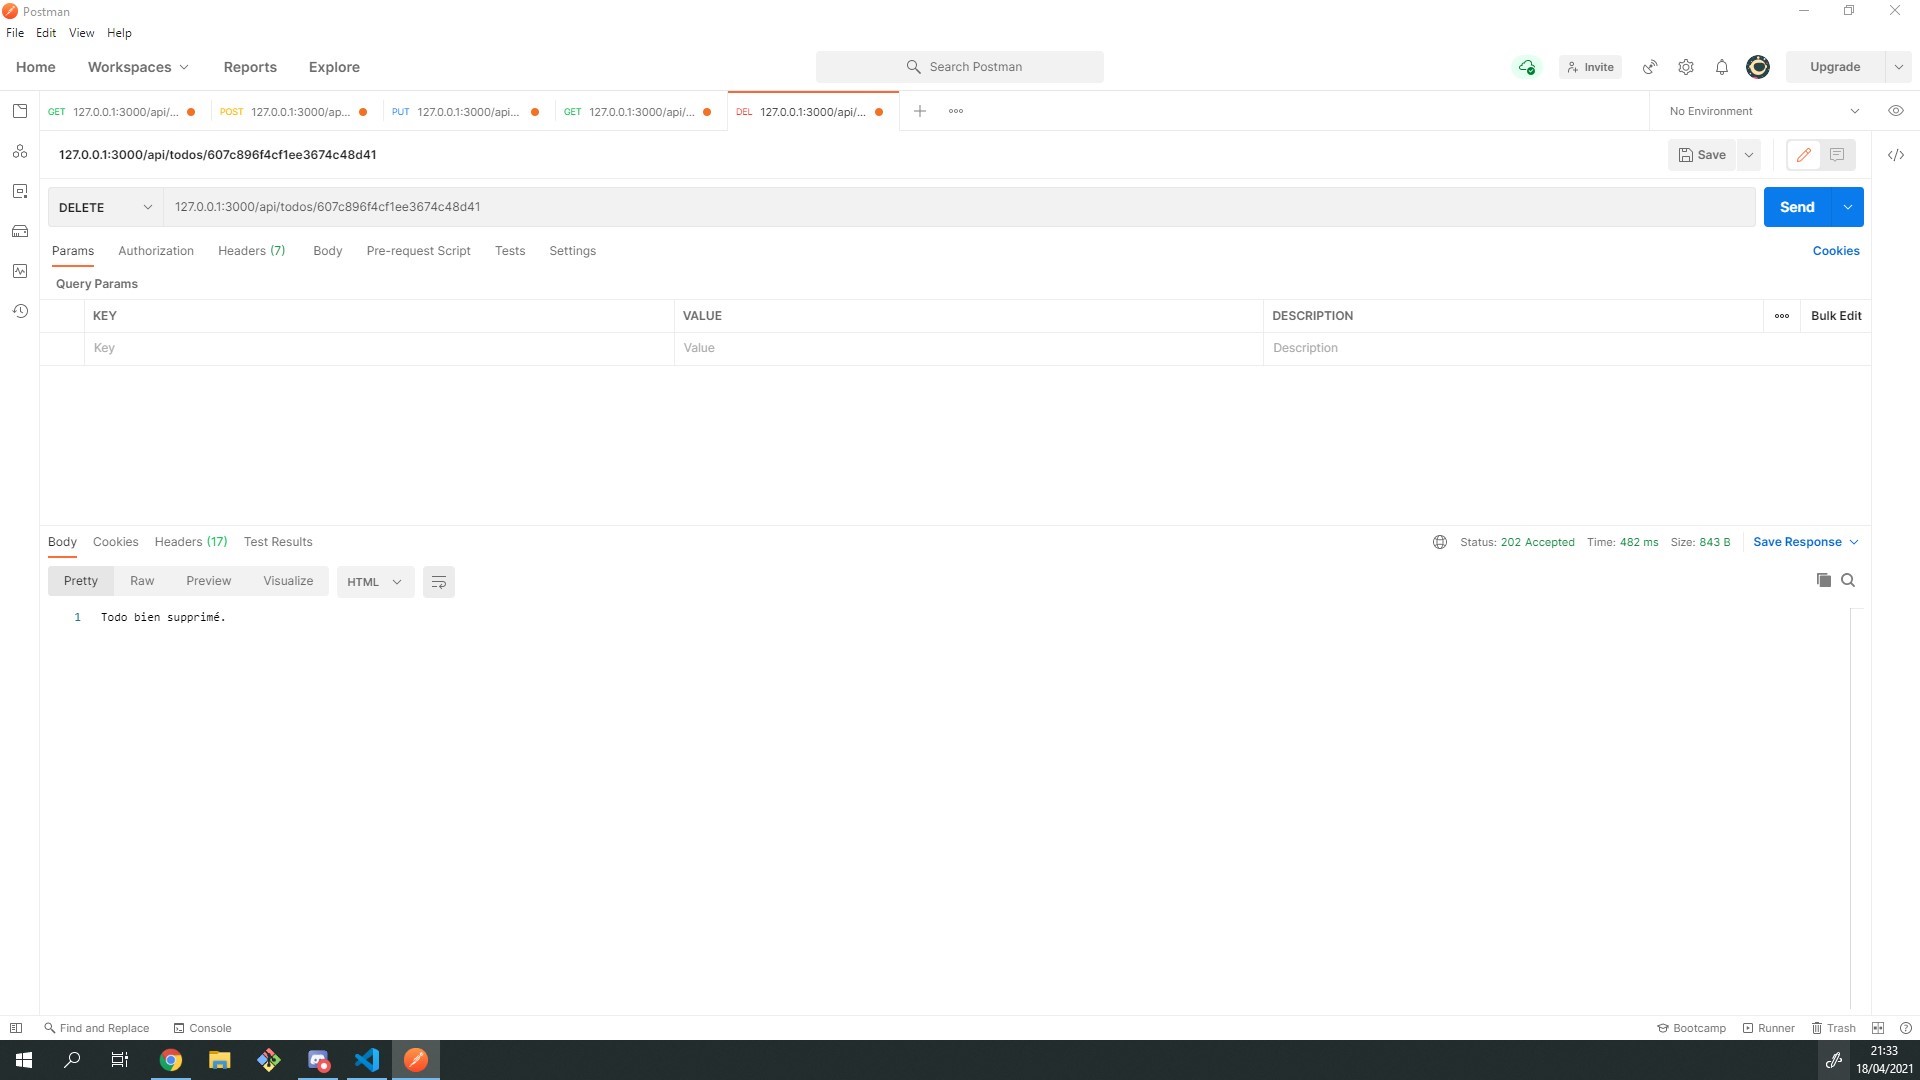 Postman
File Edit View Help
Home Workspaces Reports Explore Search Postman Invite Upgrade
GET 127.0.0.1:3000/api/... POST 127.0.0.1:3000/ap... PUT 127.0.0.1:3000/api... GET 127.0.0.1:3000/api/... DEL 127.0.0.1:3000/api/... No Environment
127.0.0.1:3000/api/todos/607c896f4cf1ee3674c48d41 Save
DELETE 127.0.0.1:3000/api/todos/607c896f4cf1ee3674c48d41 Send
Params Authorization Headers (7) Body Pre-request Script Tests Settings Cookies
Query Params
KEY VALUE DESCRIPTION Bulk Edit
Key Value Description
Body Cookies Headers (17) Test Results Status: 202 Accepted Time: 482 ms Size: 843 B Save Response
Pretty Raw Preview Visualize HTML
1 Todo bien supprimé.
Find and Replace Console Bootcamp Runner Trash
21:33
18/04/2021